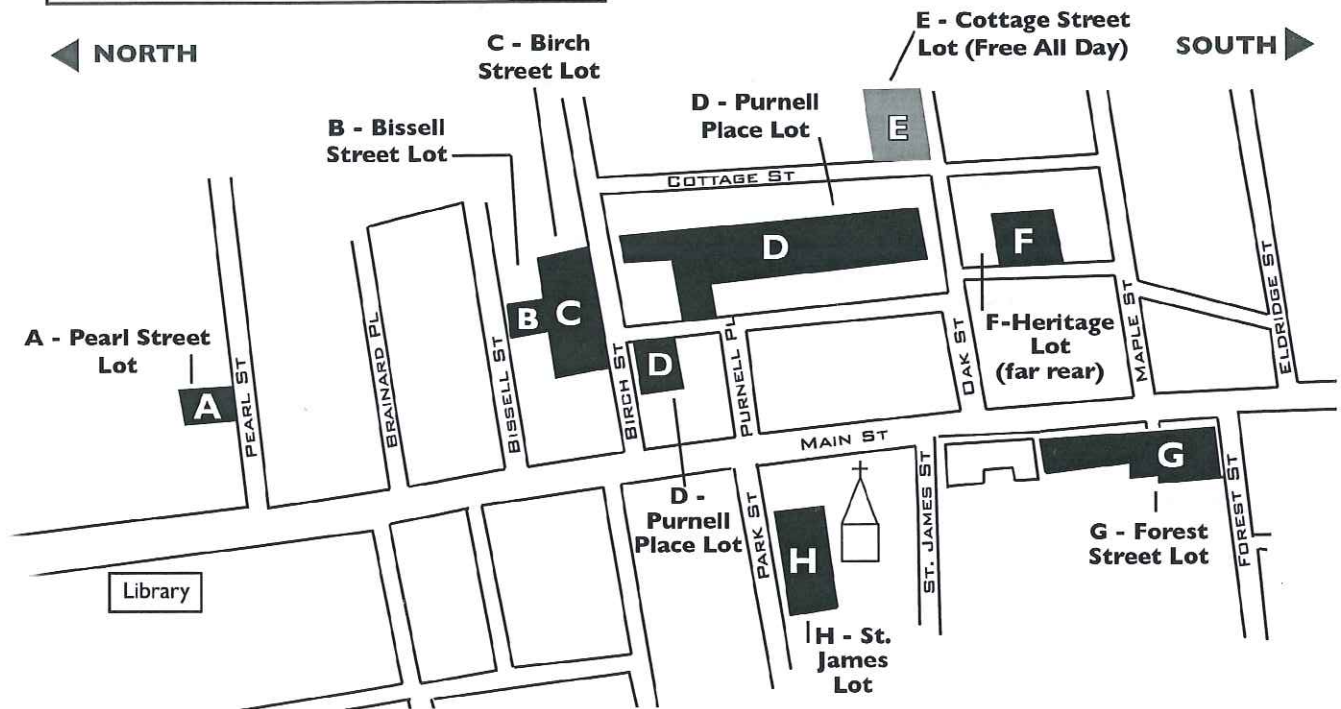 NORTH
C - Birch
Street Lot
E - Cottage Street
Lot (Free All Day)
SOUTH
D - Purnell
Place Lot
B - Bissell
Street Lot
E
COTTAGE ST
D
F
B
C
A - Pearl Street
Lot
A
PEARL ST
BRAINARD PL
BISSELL ST
BIRCH ST
D
PURNELL PL
OAK ST
F-Heritage
Lot
(far rear)
MAPLE ST
ELDRIDGE ST
MAIN ST
G
D -
Purnell
Place Lot
PARK ST
H
ST. JAMES ST
G - Forest
Street Lot
FOREST ST
Library
H - St.
James
Lot